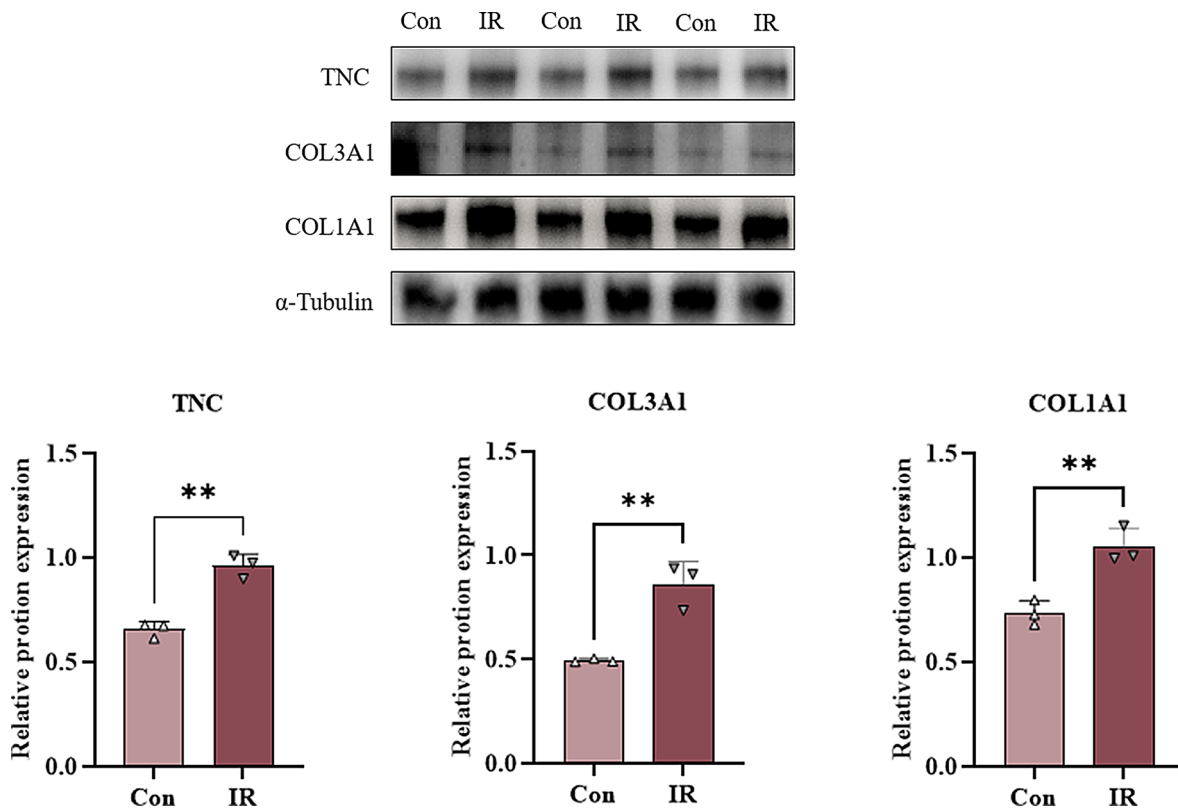 Con IR Con IR Con IR
TNC
COL3A1
COL1A1
α-Tubulin
TNC
Relative protion expression
1.5
1.0
0.5
0.0
**
Con IR
COL3A1
Relative protion expression
1.5
1.0
0.5
0.0
**
Con IR
COL1A1
Relative protion expression
1.5
1.0
0.5
0.0
**
Con IR